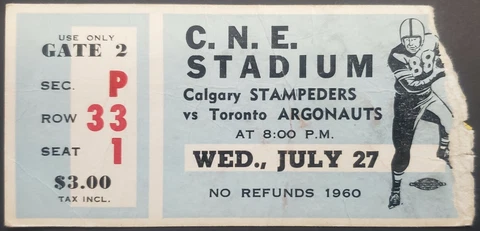 USE ONLY
GATE 2
SEC. P
ROW 33
SEAT 1
$3.00
TAX INCL.
C. N. E.
STADIUM
Calgary STAMPEDERS
vs Toronto ARGONAUTS
AT 8:00 P.M.
WED., JULY 27
NO REFUNDS 1960
88